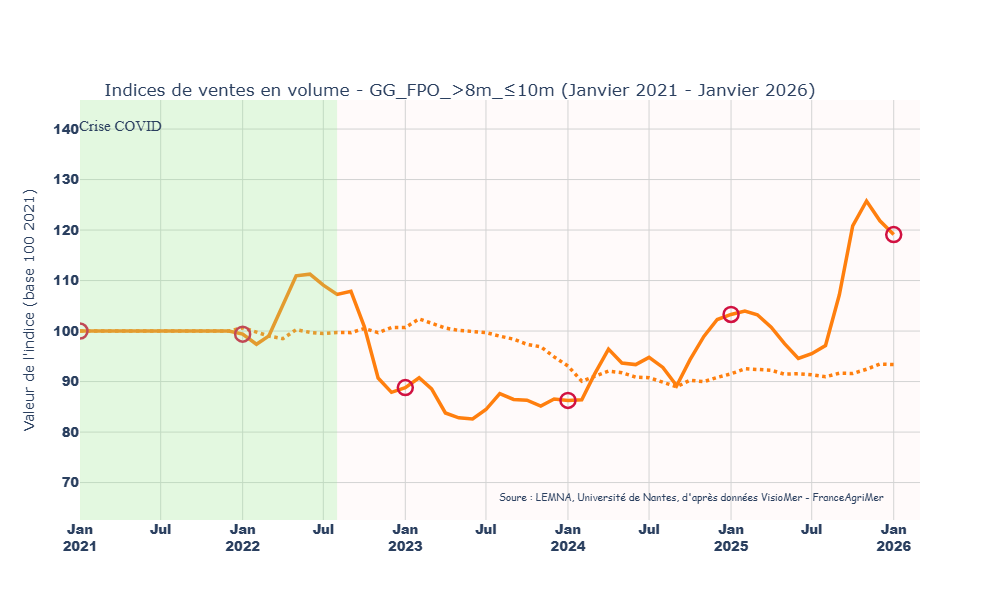 Indices de ventes en volume - GG_FPO_>8m_≤10m (Janvier 2021 - Janvier 2026)
Valeur de l'indice (base 100 2021)
140
130
120
110
100
90
80
70
Crise COVID
Soure : LEMNA, Université de Nantes, d'après données VisioMer - FranceAgriMer
Jan Jul Jan Jul Jan Jul Jan Jul Jan Jul Jan
2021 2022 2023 2024 2025 2026